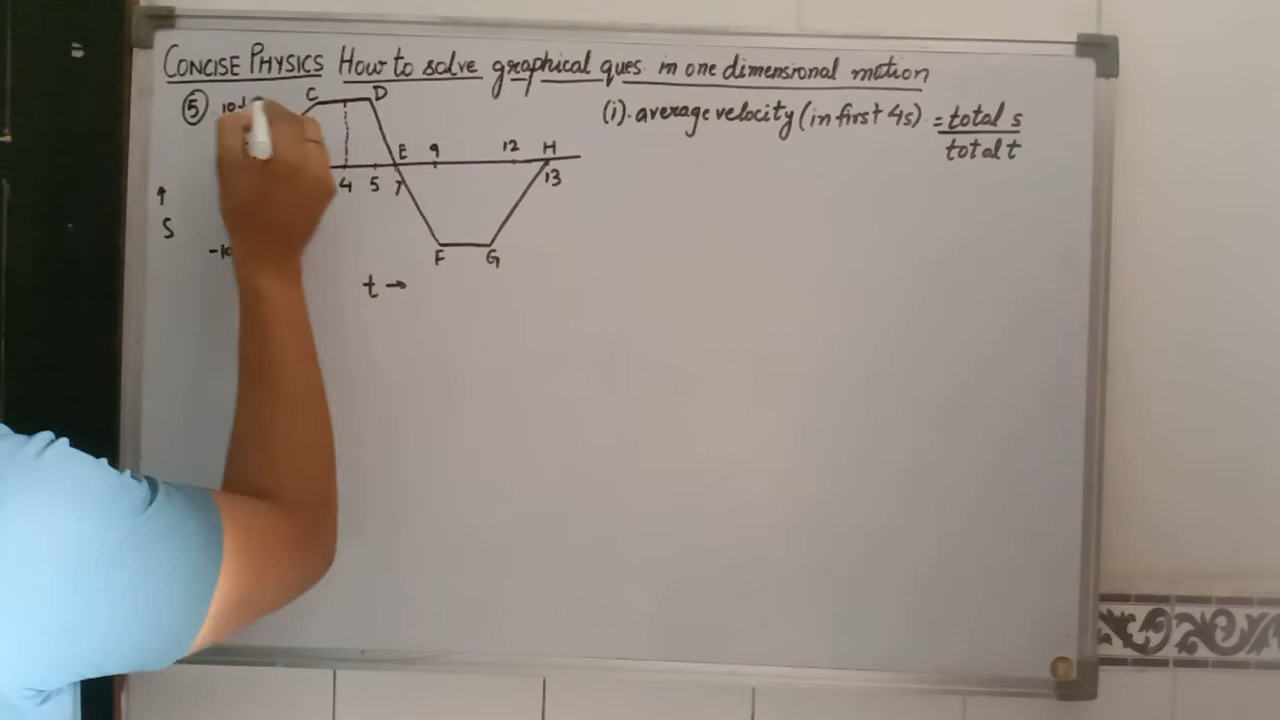 CONCISE PHYSICS How to solve graphical ques in one dimensional motion
(5) 10 C D (i). average velocity (in first 4s) = total s
total t
E 9 12 H
4 5 7 13
↑
S
-10
F G
t →